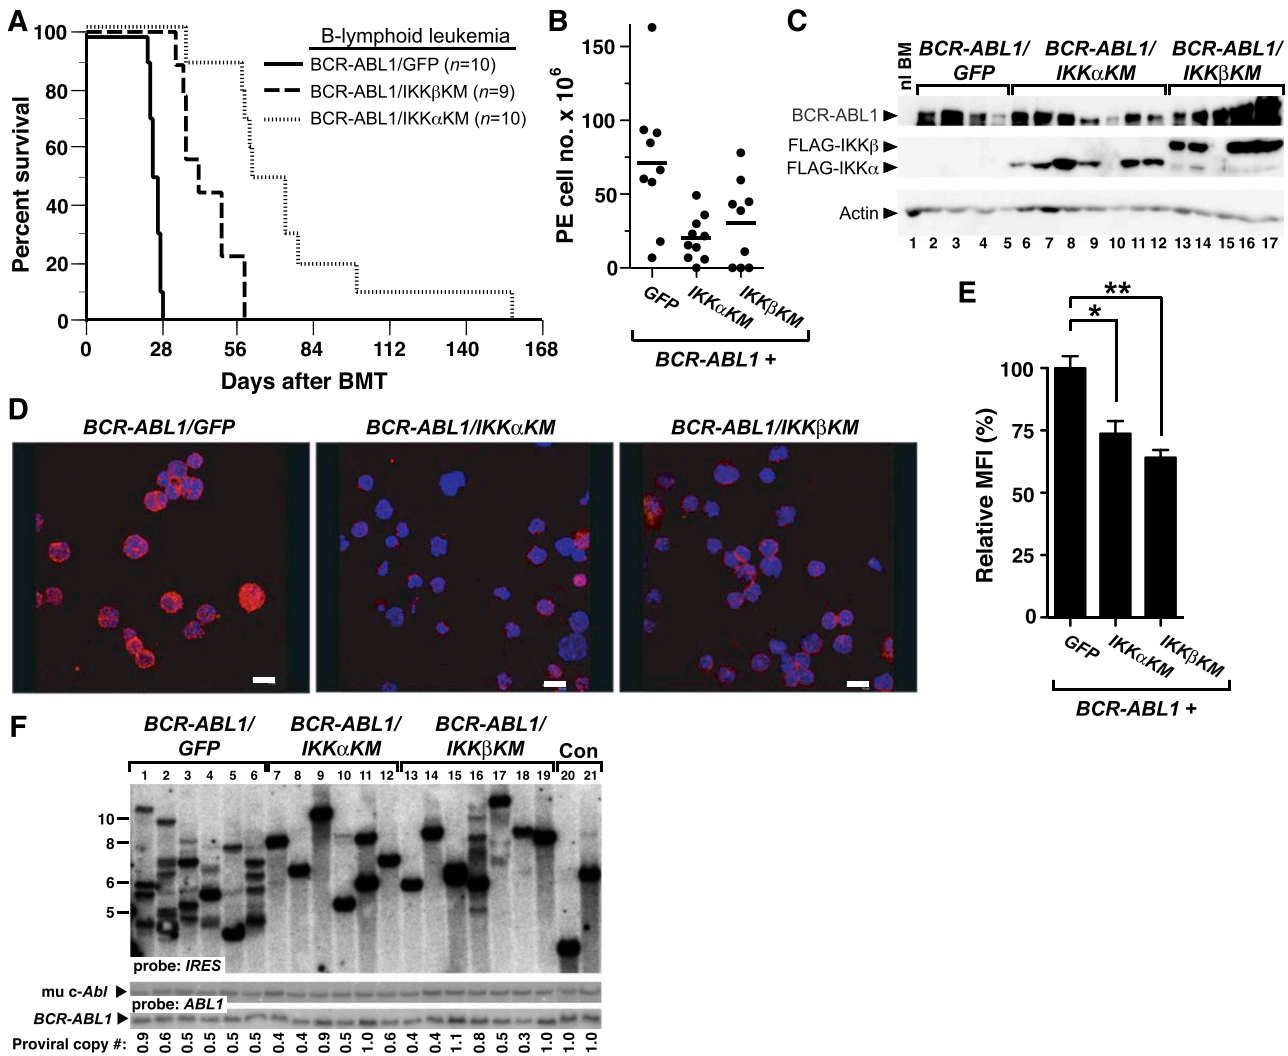 A
Percent survival
100
80
60
40
20
0
0 28 56 84 112 140 168
Days after BMT
B-lymphoid leukemia
BCR-ABL1/GFP (n=10)
BCR-ABL1/IKKβKM (n=9)
BCR-ABL1/IKKαKM (n=10)
B
PE cell no. x 10⁶
150
100
50
0
GFP
IKKαKM
IKKβKM
BCR-ABL1 +
C
nl BM
BCR-ABL1/
GFP
BCR-ABL1/
IKKαKM
BCR-ABL1/
IKKβKM
BCR-ABL1
FLAG-IKKβ
FLAG-IKKα
Actin
1 2 3 4 5 6 7 8 9 10 11 12 13 14 15 16 17
D
BCR-ABL1/GFP
BCR-ABL1/IKKαKM
BCR-ABL1/IKKβKM
E
Relative MFI (%)
100
75
50
25
0
*
**
GFP
IKKαKM
IKKβKM
BCR-ABL1 +
F
BCR-ABL1/
GFP
BCR-ABL1/
IKKαKM
BCR-ABL1/
IKKβKM
Con
1 2 3 4 5 6 7 8 9 10 11 12 13 14 15 16 17 18 19 20 21
10
8
6
5
probe: IRES
mu c-Abl
probe: ABL1
BCR-ABL1
Proviral copy #: 0.9 0.6 0.5 0.5 0.5 0.5 0.4 0.4 0.9 0.5 1.0 0.6 0.4 0.4 1.1 0.8 0.5 0.3 1.0 1.0 1.0